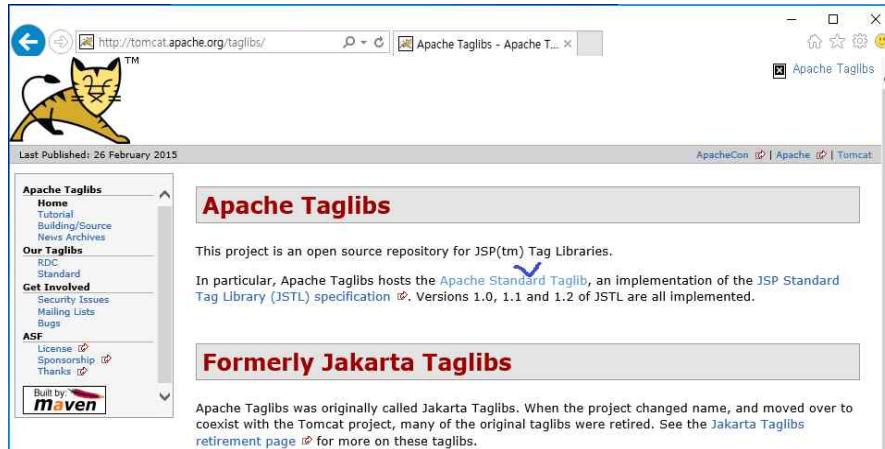 http://tomcat.apache.org/taglibs/
Apache Taglibs - Apache T...
TM
Apache Taglibs
Last Published: 26 February 2015
ApacheCon | Apache | Tomcat
Apache Taglibs
Home
Tutorial
Building/Source
News Archives
Our Taglibs
RDC
Standard
Get Involved
Security Issues
Mailing Lists
Bugs
ASF
License
Sponsorship
Thanks
Built by:
maven
Apache Taglibs
This project is an open source repository for JSP(tm) Tag Libraries.
In particular, Apache Taglibs hosts the Apache Standard Taglib, an implementation of the JSP Standard
Tag Library (JSTL) specification . Versions 1.0, 1.1 and 1.2 of JSTL are all implemented.
Formerly Jakarta Taglibs
Apache Taglibs was originally called Jakarta Taglibs. When the project changed name, and moved over to
coexist with the Tomcat project, many of the original taglibs were retired. See the Jakarta Taglibs
retirement page for more on these taglibs.